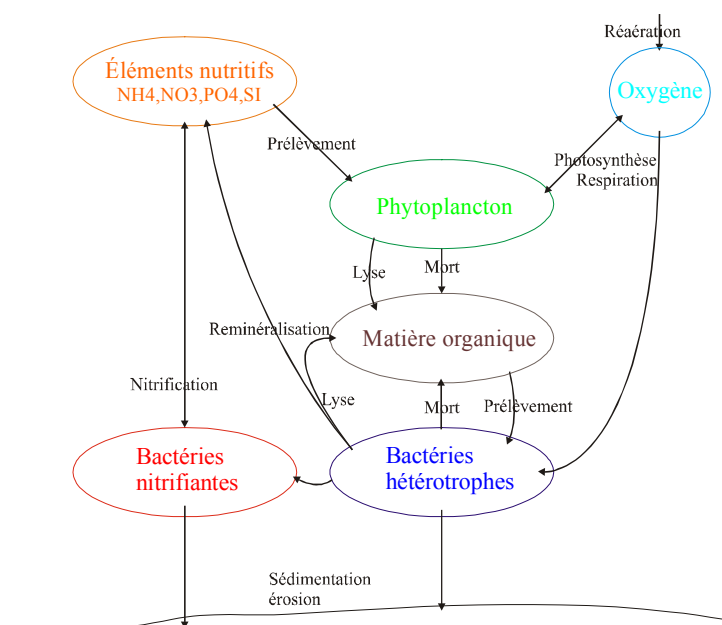 Réaération
Éléments nutritifs
NH4,NO3,PO4,SI
Oxygène
Prélèvement
Photosynthèse
Respiration
Phytoplancton
Lyse
Mort
Reminéralisation
Matière organique
Nitrification
Lyse
Mort
Prélèvement
Bactéries
nitrifiantes
Bactéries
hétérotrophes
Sédimentation
érosion